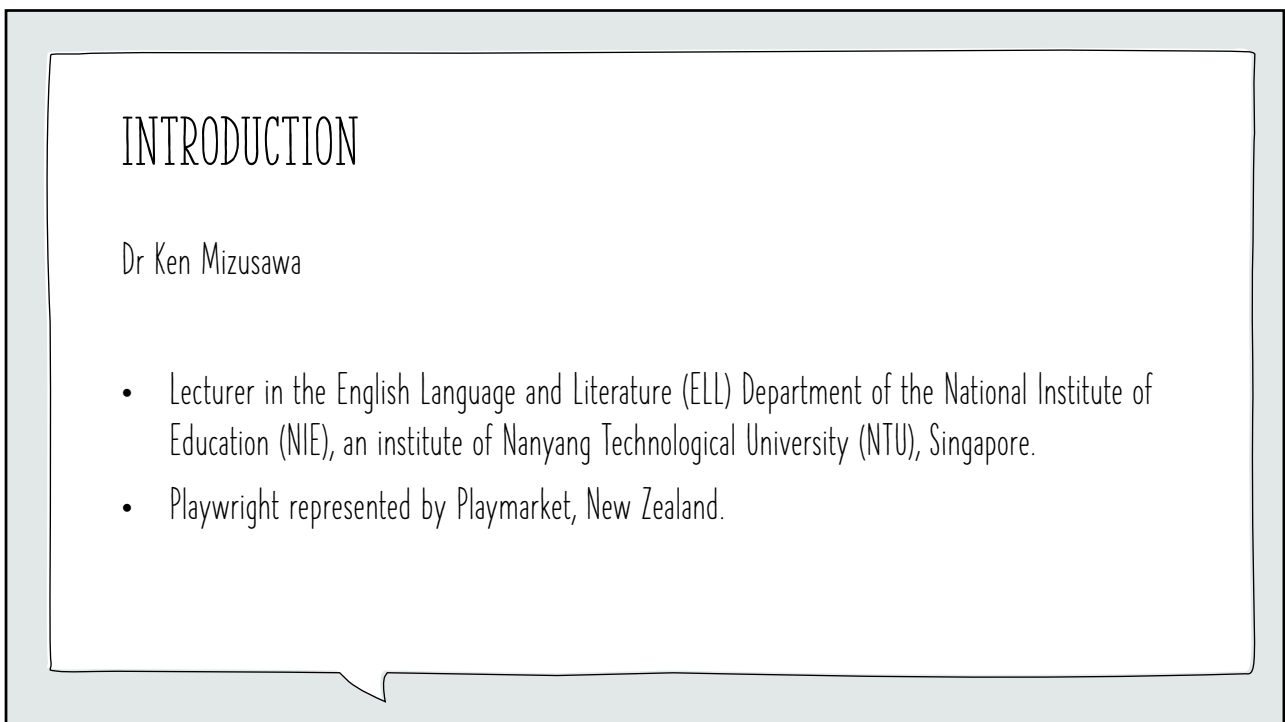 INTRODUCTION
Dr Ken Mizusawa
• Lecturer in the English Language and Literature (ELL) Department of the National Institute of
Education (NIE), an institute of Nanyang Technological University (NTU), Singapore.
• Playwright represented by Playmarket, New Zealand.